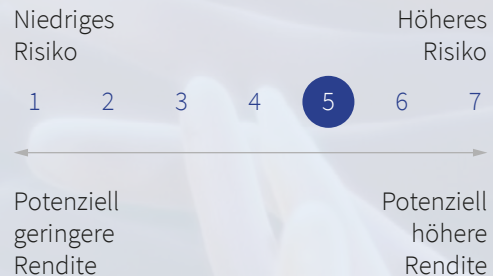 Niedriges Höheres
Risiko Risiko
1 2 3 4 5 6 7
Potenziell Potenziell
geringere höhere
Rendite Rendite